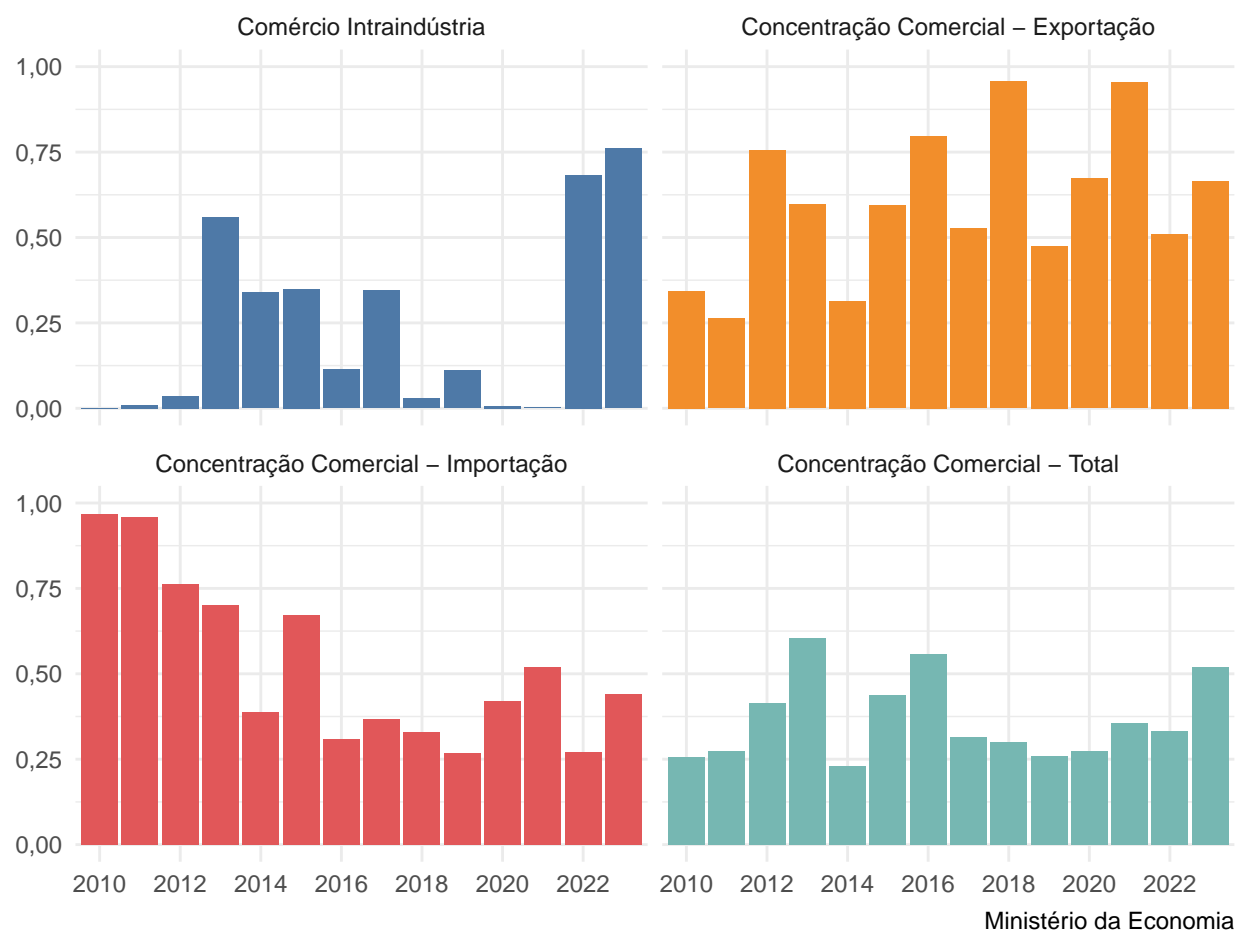 Comércio Intraindústria
Concentração Comercial – Exportação
1,00
0,75
0,50
0,25
0,00
Concentração Comercial – Importação
Concentração Comercial – Total
1,00
0,75
0,50
0,25
0,00
2010 2012 2014 2016 2018 2020 2022
2010 2012 2014 2016 2018 2020 2022
Ministério da Economia